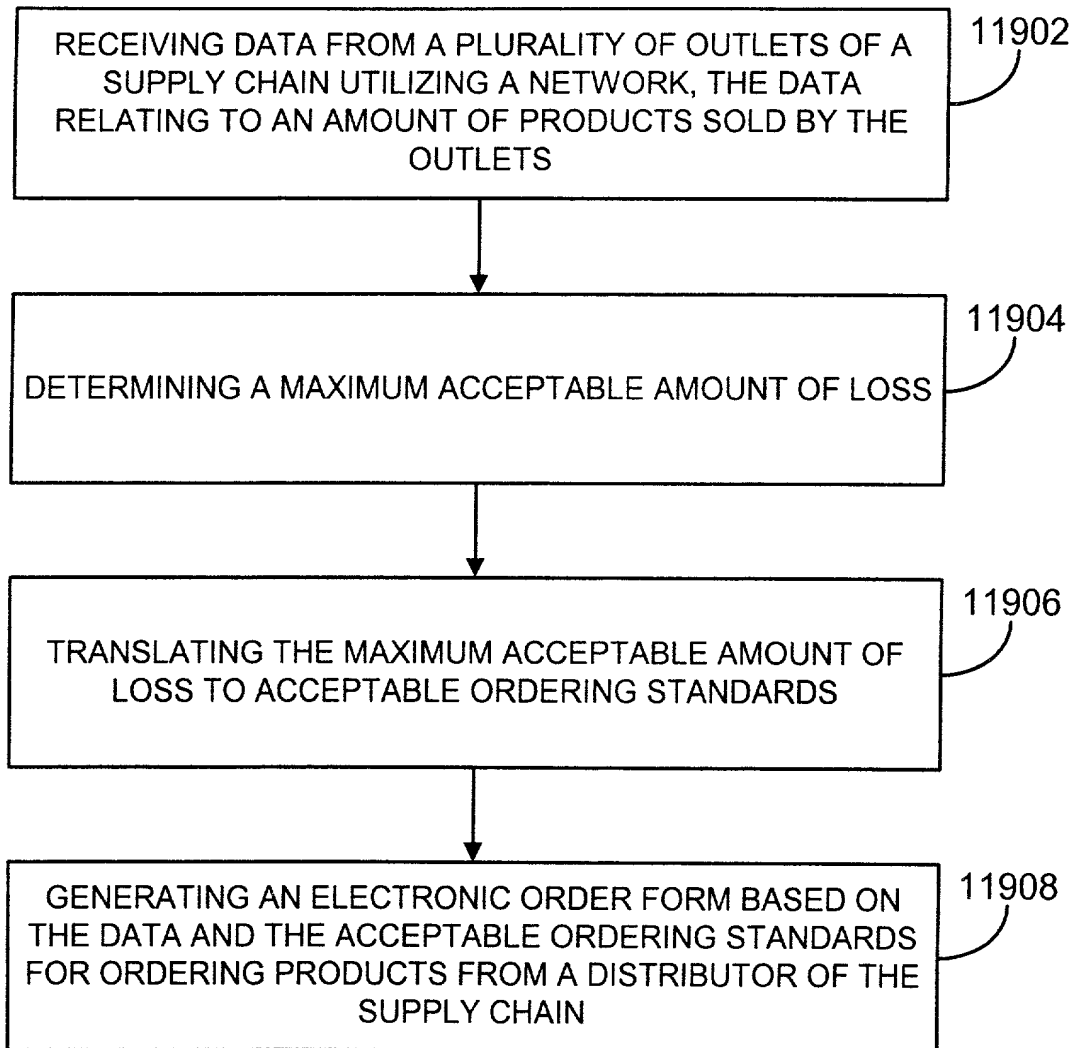 RECEIVING DATA FROM A PLURALITY OF OUTLETS OF A
SUPPLY CHAIN UTILIZING A NETWORK, THE DATA
RELATING TO AN AMOUNT OF PRODUCTS SOLD BY THE
OUTLETS
11902
DETERMINING A MAXIMUM ACCEPTABLE AMOUNT OF LOSS
11904
TRANSLATING THE MAXIMUM ACCEPTABLE AMOUNT OF
LOSS TO ACCEPTABLE ORDERING STANDARDS
11906
GENERATING AN ELECTRONIC ORDER FORM BASED ON
THE DATA AND THE ACCEPTABLE ORDERING STANDARDS
FOR ORDERING PRODUCTS FROM A DISTRIBUTOR OF THE
SUPPLY CHAIN
11908